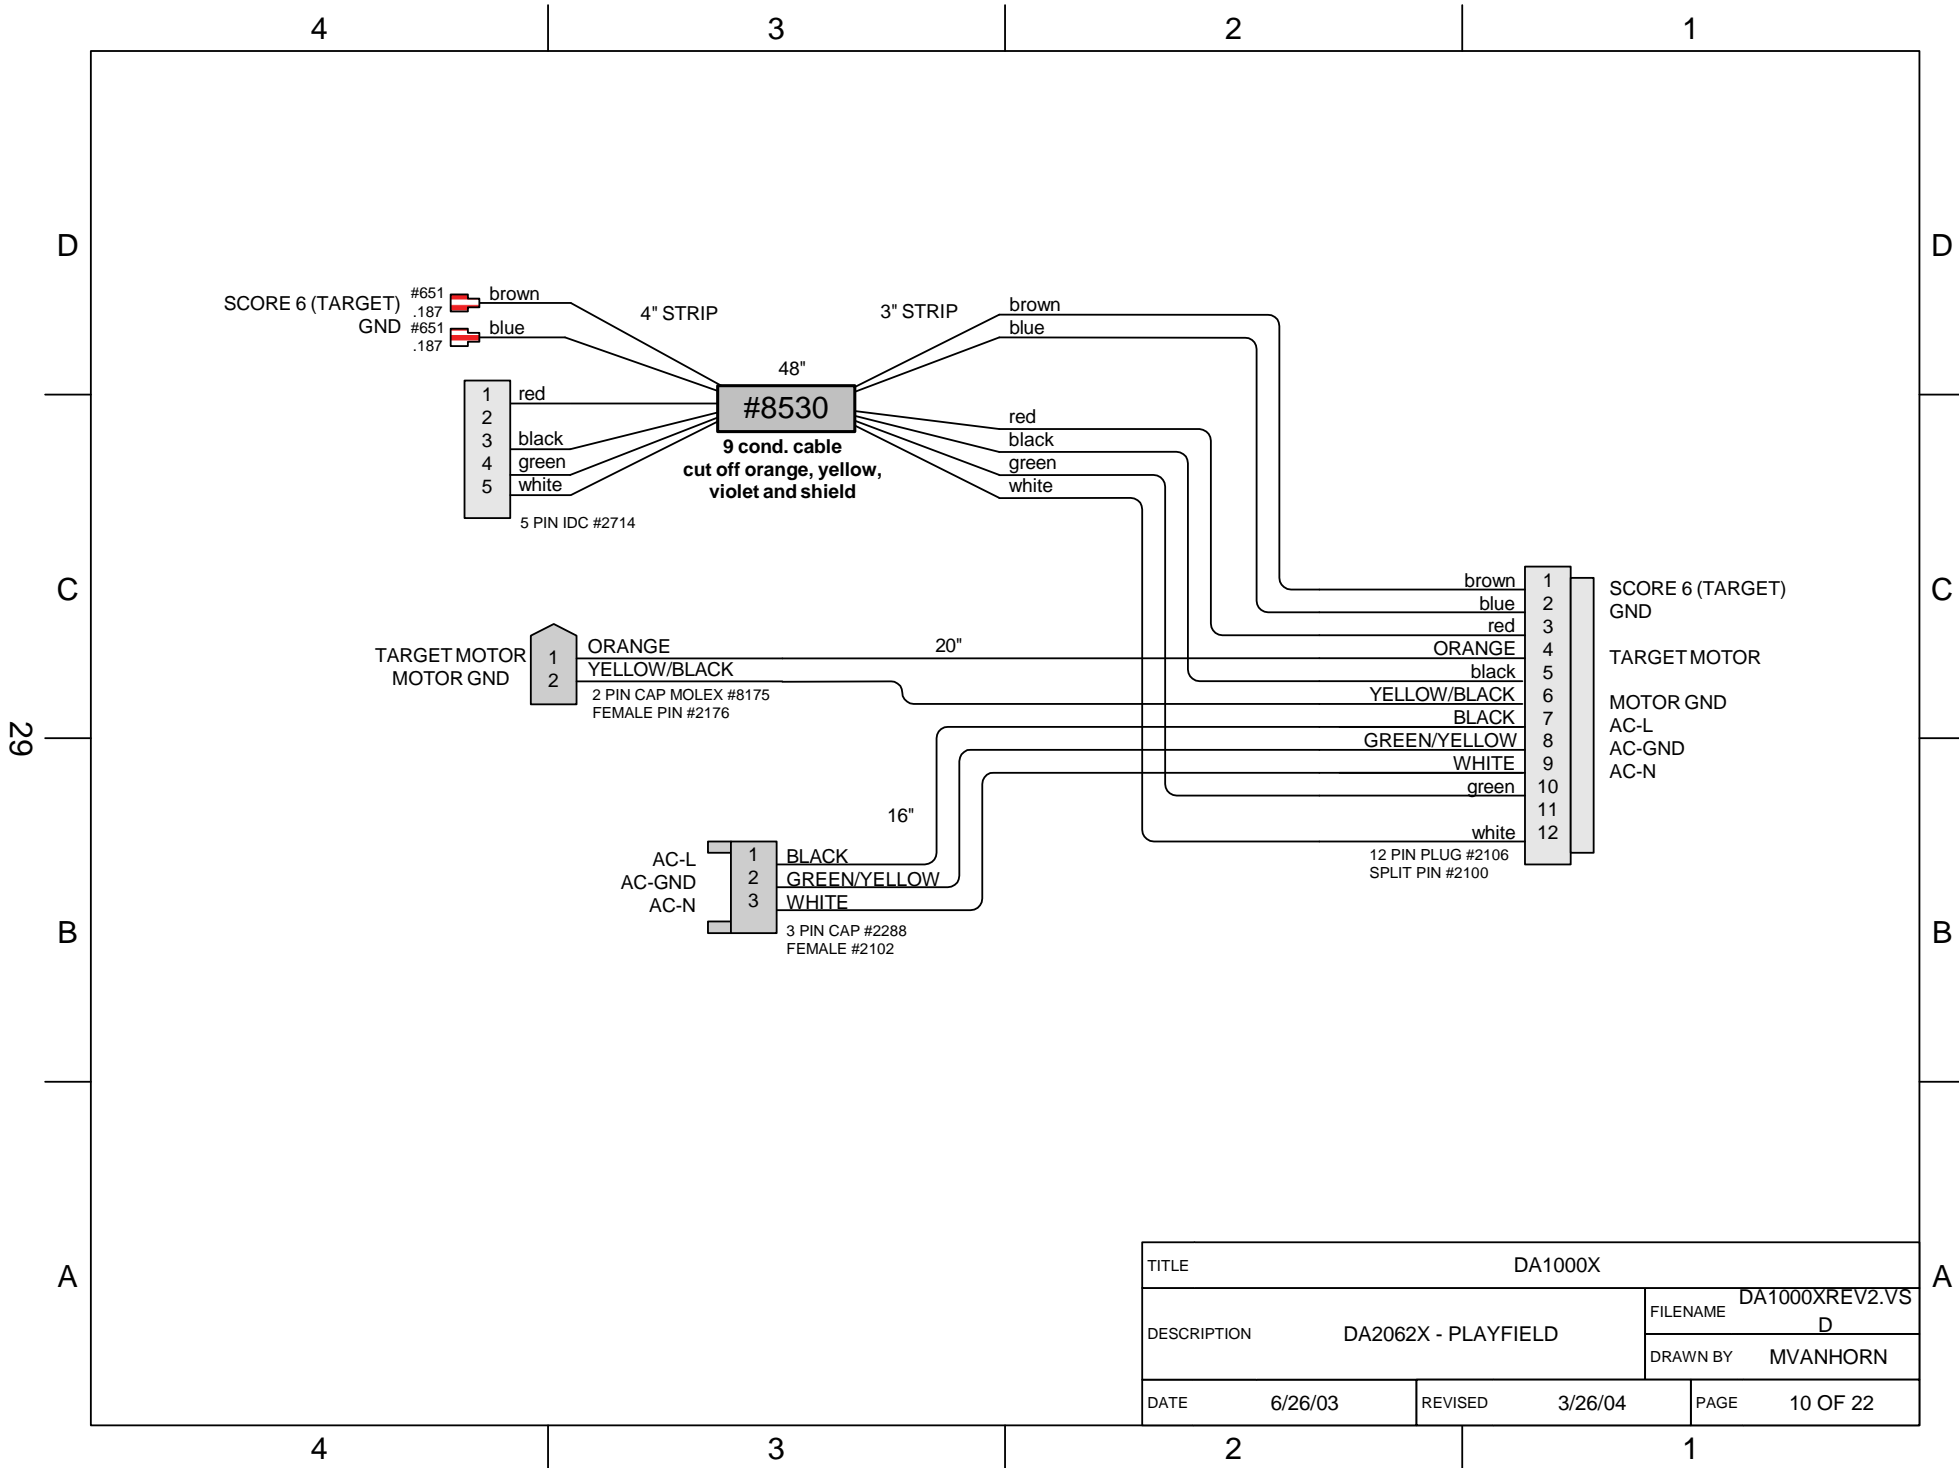 4 3 2 1
D D
SCORE 6 (TARGET) #651 .187 brown
GND #651 .187 blue
4" STRIP
3" STRIP
brown
blue
48"
#8530
9 cond. cable
cut off orange, yellow,
violet and shield
1 red
2
3 black
4 green
5 white
5 PIN IDC #2714
red
black
green
white
C C
TARGET MOTOR 1 ORANGE
MOTOR GND 2 YELLOW/BLACK
20"
2 PIN CAP MOLEX #8175
FEMALE PIN #2176
brown 1 SCORE 6 (TARGET)
blue 2 GND
red 3
ORANGE 4 TARGET MOTOR
black 5
YELLOW/BLACK 6 MOTOR GND
BLACK 7 AC-L
GREEN/YELLOW 8 AC-GND
WHITE 9 AC-N
green 10
11
white 12
12 PIN PLUG #2106
SPLIT PIN #2100
29
16"
AC-L 1 BLACK
AC-GND 2 GREEN/YELLOW
AC-N 3 WHITE
3 PIN CAP #2288
FEMALE #2102
B B
A A
TITLE DA1000X
DESCRIPTION DA2062X - PLAYFIELD
FILENAME DA1000XREV2.VS
D
DRAWN BY MVANHORN
DATE 6/26/03 REVISED 3/26/04 PAGE 10 OF 22
4 3 2 1